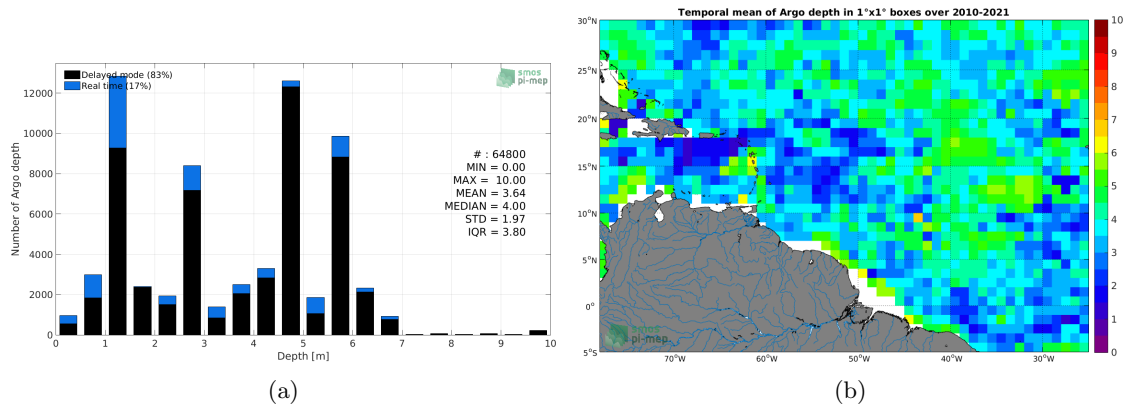 Delayed mode (83%)
Real time (17%)
smos
pi-mep
12000
10000
8000
6000
4000
2000
0
Number of Argo depth
# : 64800
MIN = 0.00
MAX = 10.00
MEAN = 3.64
MEDIAN = 4.00
STD = 1.97
IQR = 3.80
0 1 2 3 4 5 6 7 8 9 10
Depth [m]
(a)
Temporal mean of Argo depth in 1°x1° boxes over 2010-2021
30°N
25°N
20°N
15°N
10°N
5°N
0°
5°S
70°W 60°W 50°W 40°W 30°W
smos
pi-mep
10
9
8
7
6
5
4
3
2
1
0
(b)